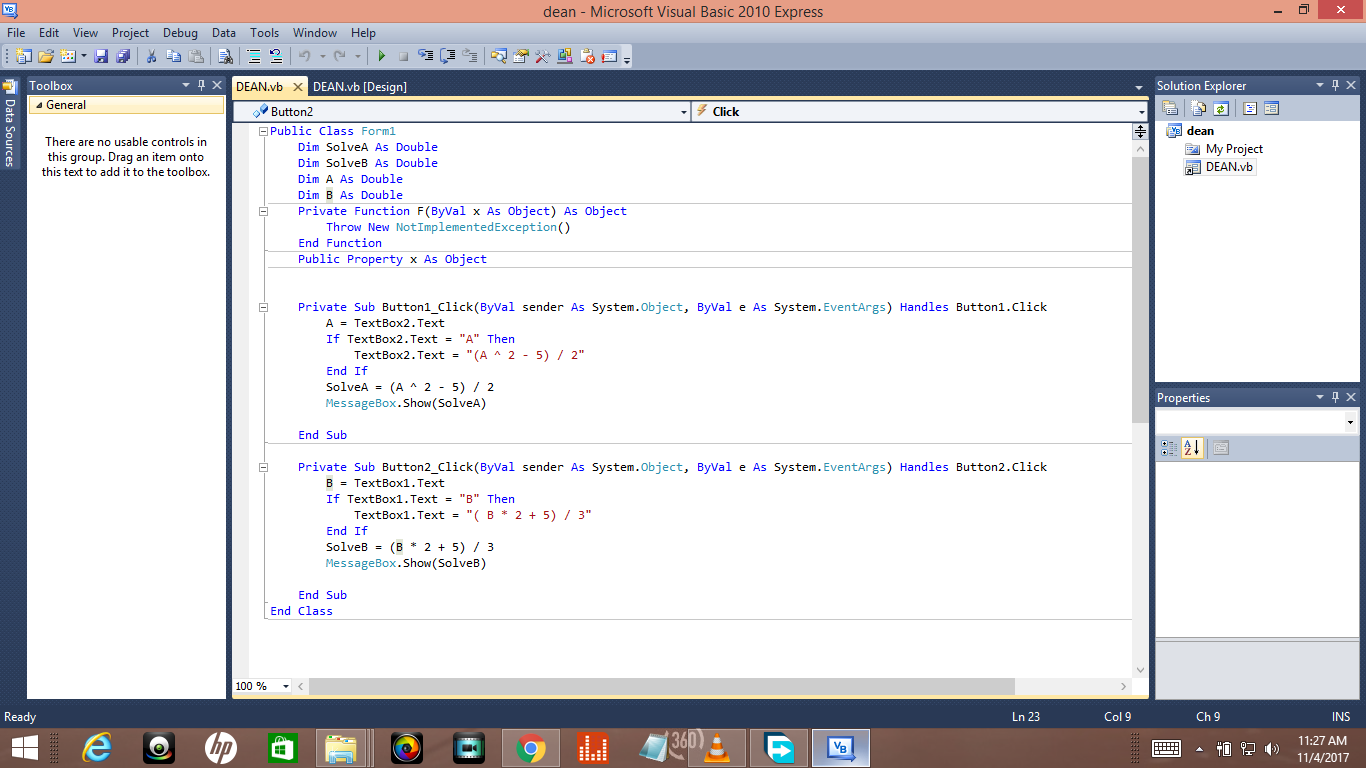 dean - Microsoft Visual Basic 2010 Express
File Edit View Project Debug Data Tools Window Help
Data Sources
Toolbox
General
There are no usable controls in
this group. Drag an item onto
this text to add it to the toolbox.
DEAN.vb DEAN.vb [Design]
Button2 Click
Public Class Form1
Dim SolveA As Double
Dim SolveB As Double
Dim A As Double
Dim B As Double
Private Function F(ByVal x As Object) As Object
Throw New NotImplementedException()
End Function
Public Property x As Object
Private Sub Button1_Click(ByVal sender As System.Object, ByVal e As System.EventArgs) Handles Button1.Click
A = TextBox2.Text
If TextBox2.Text = "A" Then
TextBox2.Text = "(A ^ 2 - 5) / 2"
End If
SolveA = (A ^ 2 - 5) / 2
MessageBox.Show(SolveA)
End Sub
Private Sub Button2_Click(ByVal sender As System.Object, ByVal e As System.EventArgs) Handles Button2.Click
B = TextBox1.Text
If TextBox1.Text = "B" Then
TextBox1.Text = "( B * 2 + 5) / 3"
End If
SolveB = (B * 2 + 5) / 3
MessageBox.Show(SolveB)
End Sub
End Class
100 %
Solution Explorer
dean
My Project
DEAN.vb
Properties
Ready Ln 23 Col 9 Ch 9 INS
hp
360°
VB
11:27 AM
11/4/2017